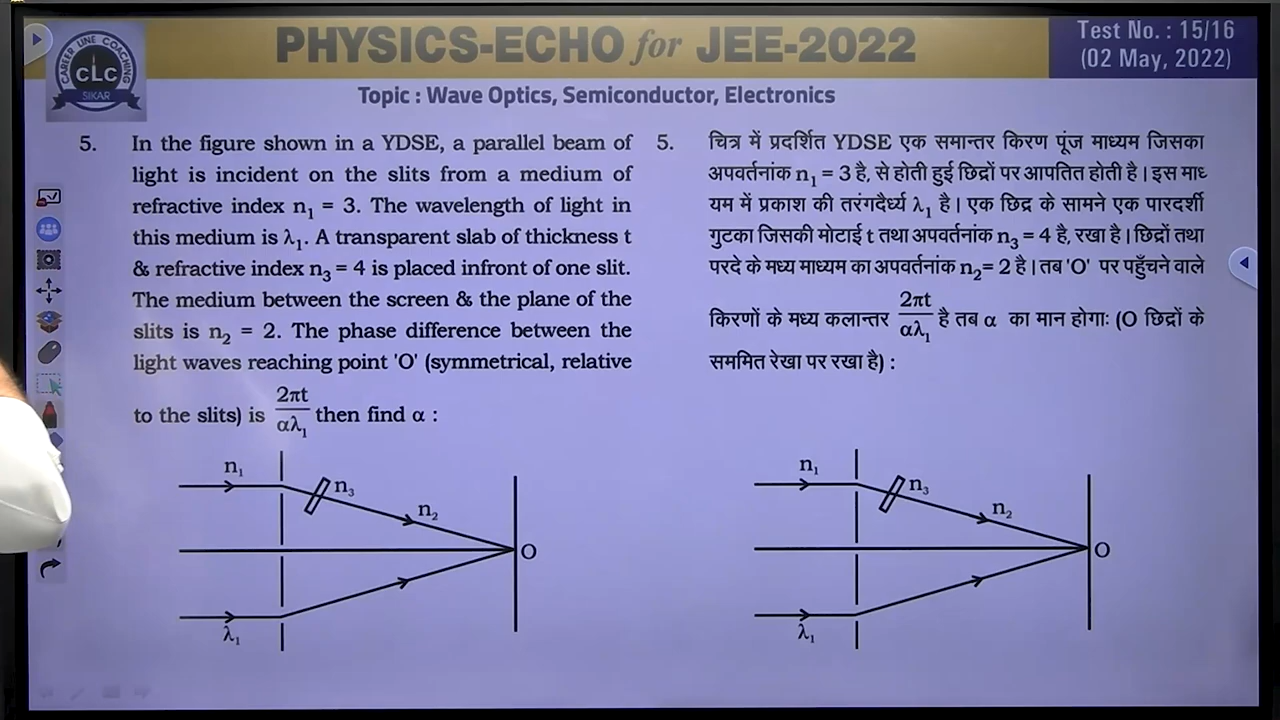 PHYSICS-ECHO for JEE-2022
Test No. : 15/16
(02 May, 2022)
CAREER LINE COACHING
CLC
SIKAR
Topic : Wave Optics, Semiconductor, Electronics
5. In the figure shown in a YDSE, a parallel beam of
light is incident on the slits from a medium of
refractive index n₁ = 3. The wavelength of light in
this medium is λ₁. A transparent slab of thickness t
& refractive index n₃ = 4 is placed infront of one slit.
The medium between the screen & the plane of the
slits is n₂ = 2. The phase difference between the
light waves reaching point 'O' (symmetrical, relative
to the slits) is 2πt/αλ₁ then find α :
n₁
n₃
n₂
O
λ₁
5. चित्र में प्रदर्शित YDSE एक समान्तर किरण पूंज माध्यम जिसका
अपवर्तनांक n₁ = 3 है, से होती हुई छिद्रों पर आपतित होती है। इस माध्
यम में प्रकाश की तरंगदैर्ध्य λ₁ है। एक छिद्र के सामने एक पारदर्शी
गुटका जिसकी मोटाई t तथा अपवर्तनांक n₃ = 4 है, रखा है। छिद्रों तथा
परदे के मध्य माध्यम का अपवर्तनांक n₂= 2 है। तब 'O' पर पहुँचने वाले
किरणों के मध्य कलान्तर 2πt/αλ₁ है तब α का मान होगाः (O छिद्रों के
सममित रेखा पर रखा है) :
n₁
n₃
n₂
O
λ₁